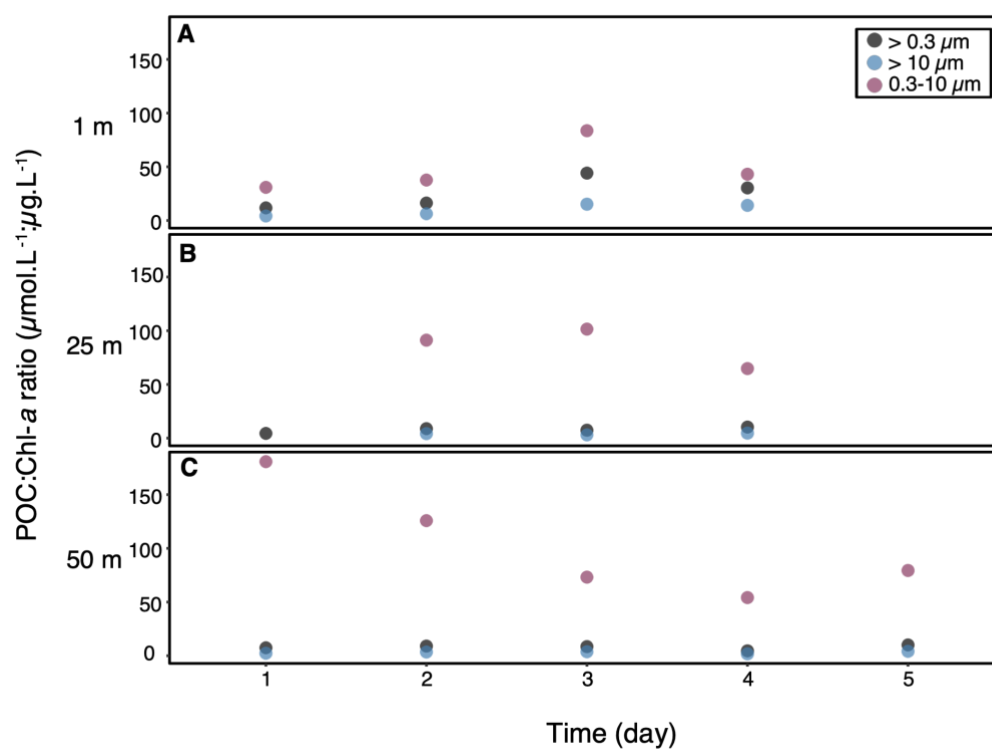 A
> 0.3 µm
> 10 µm
0.3-10 µm
150
100
50
0
1 m
B
150
100
50
0
25 m
C
150
100
50
0
50 m
POC:Chl-a ratio (µmol.L⁻¹:µg.L⁻¹)
1 2 3 4 5
Time (day)